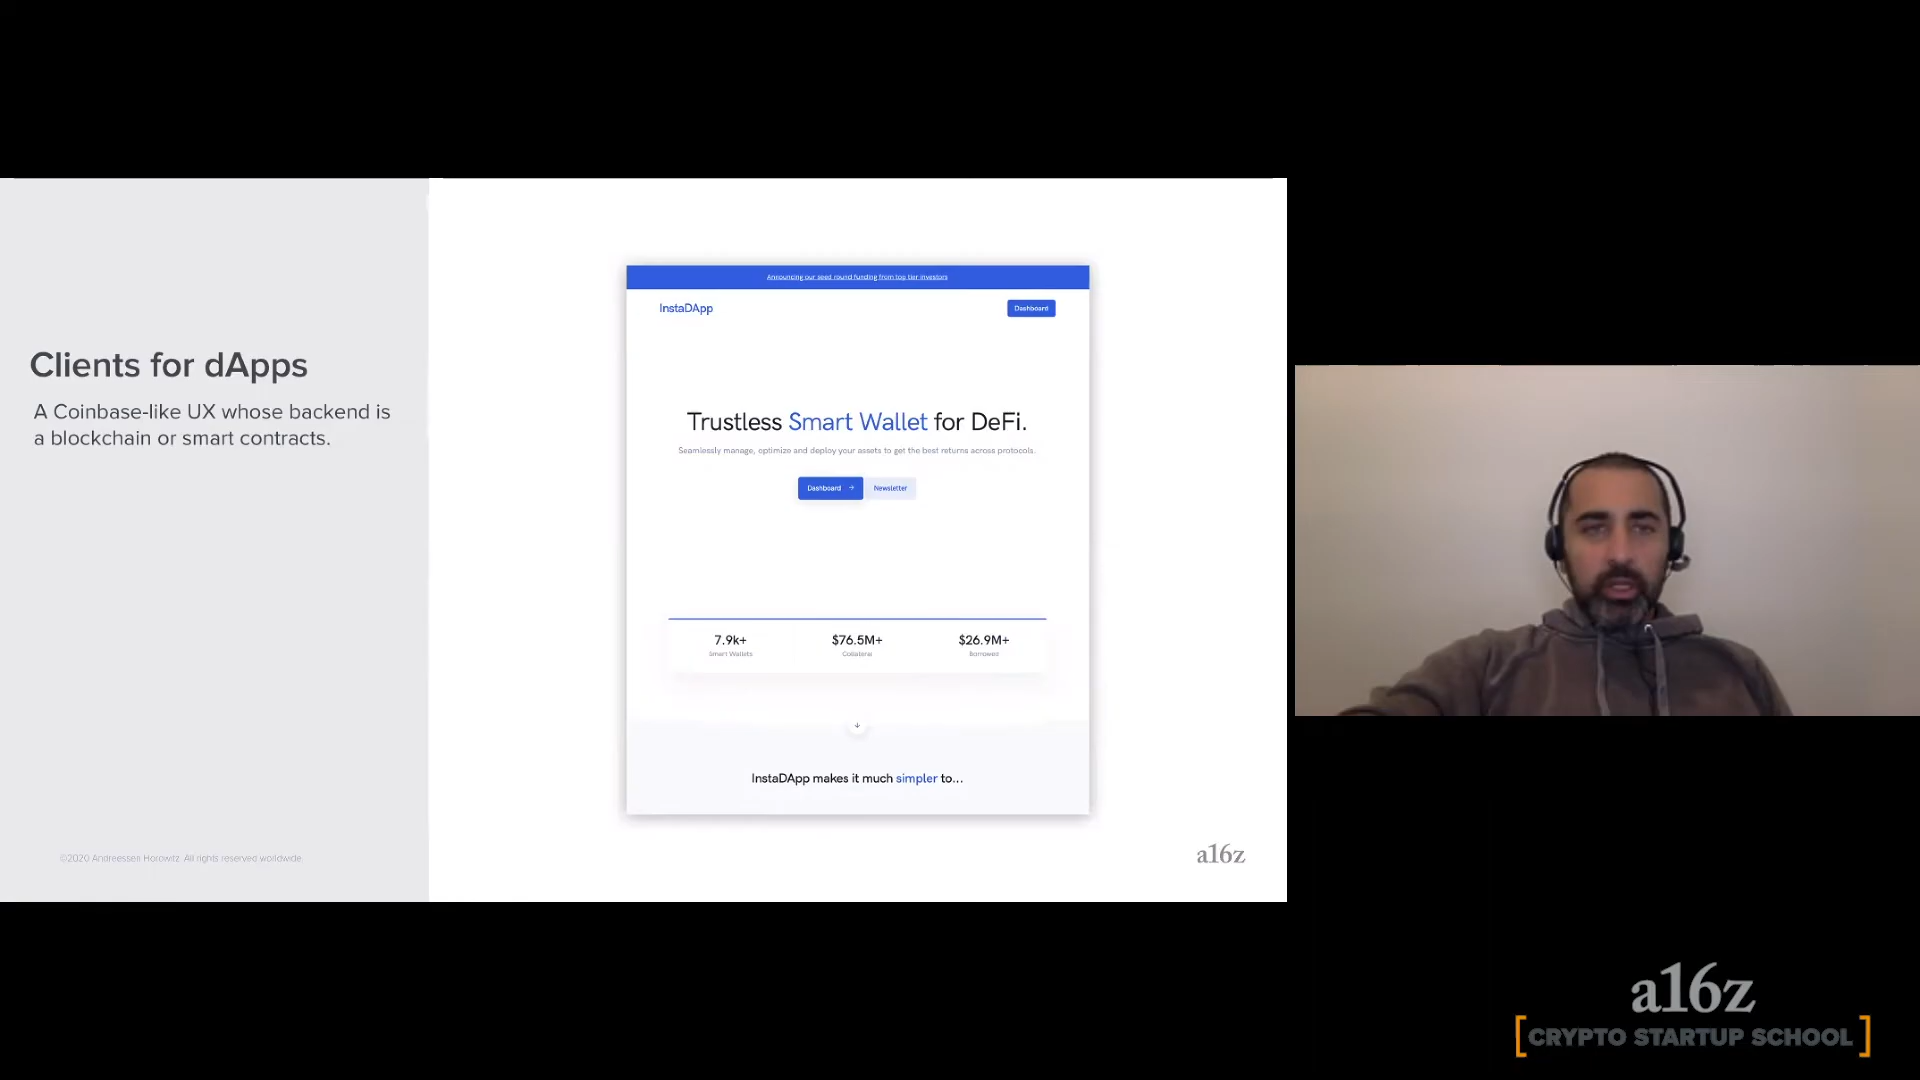 Clients for dApps
A Coinbase-like UX whose backend is
a blockchain or smart contracts.
©2020 Andreessen Horowitz. All rights reserved worldwide.
Announcing our seed round funding from top tier investors
InstaDApp
Dashboard
Trustless Smart Wallet for DeFi.
Seamlessly manage, optimize and deploy your assets to get the best returns across protocols.
Dashboard →
Newsletter
7.9k+
Smart Wallets
$76.5M+
Collateral
$26.9M+
Borrowed
↓
InstaDApp makes it much simpler to...
a16z
a16z
[CRYPTO STARTUP SCHOOL]